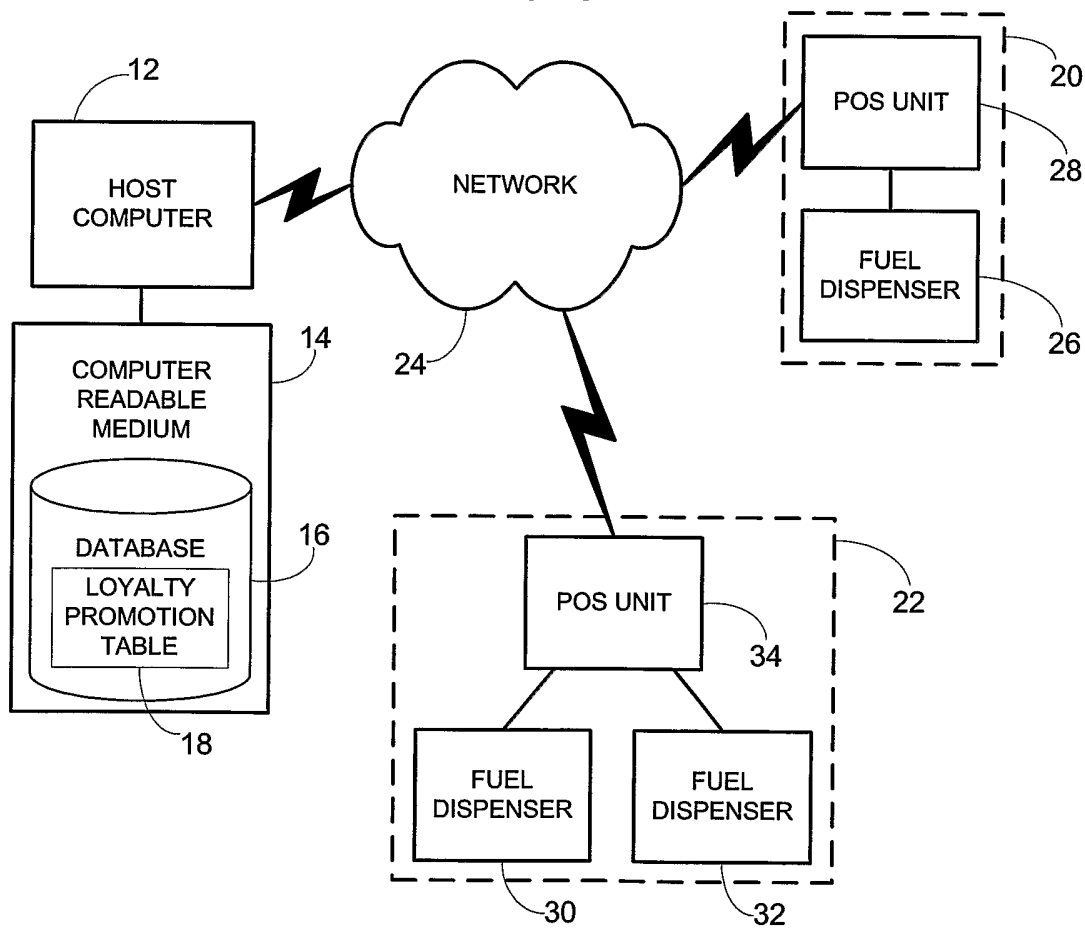 12
HOST
COMPUTER
NETWORK
24
POS UNIT
20
28
FUEL
DISPENSER
26
COMPUTER
READABLE
MEDIUM
14
DATABASE
16
LOYALTY
PROMOTION
TABLE
18
POS UNIT
22
34
FUEL
DISPENSER
30
FUEL
DISPENSER
32